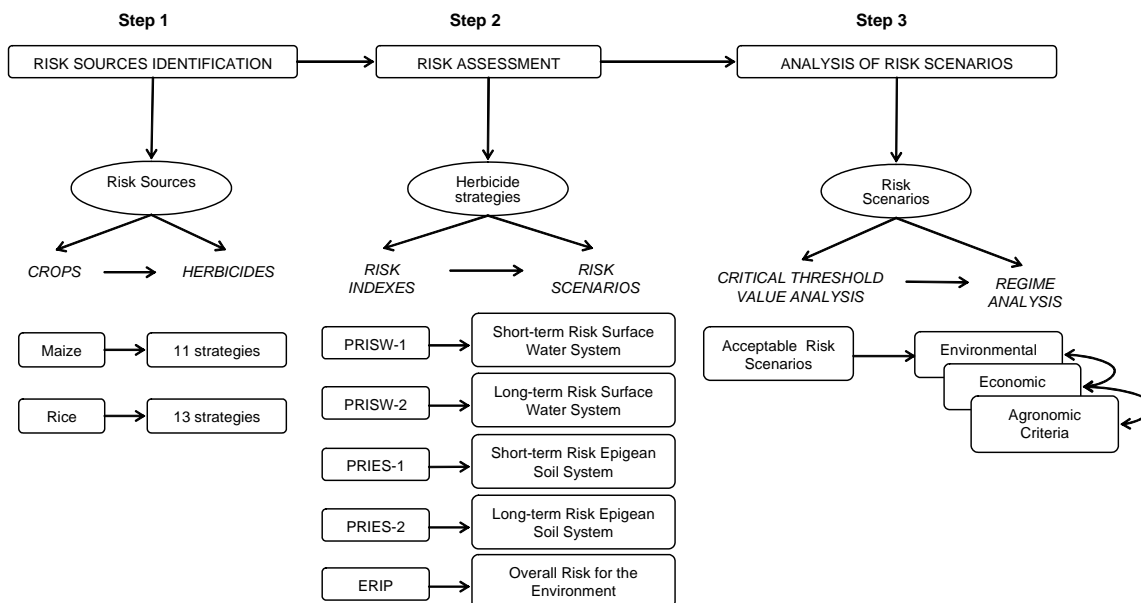 Step 1
Step 2
Step 3
RISK SOURCES IDENTIFICATION
RISK ASSESSMENT
ANALYSIS OF RISK SCENARIOS
Risk Sources
Herbicide
strategies
Risk
Scenarios
CROPS
HERBICIDES
RISK
INDEXES
RISK
SCENARIOS
CRITICAL THRESHOLD
VALUE ANALYSIS
REGIME
ANALYSIS
Maize
11 strategies
Rice
13 strategies
PRISW-1
Short-term Risk Surface
Water System
PRISW-2
Long-term Risk Surface
Water System
PRIES-1
Short-term Risk Epigean
Soil System
PRIES-2
Long-term Risk Epigean
Soil System
ERIP
Overall Risk for the
Environment
Acceptable Risk
Scenarios
Environmental
Economic
Agronomic
Criteria